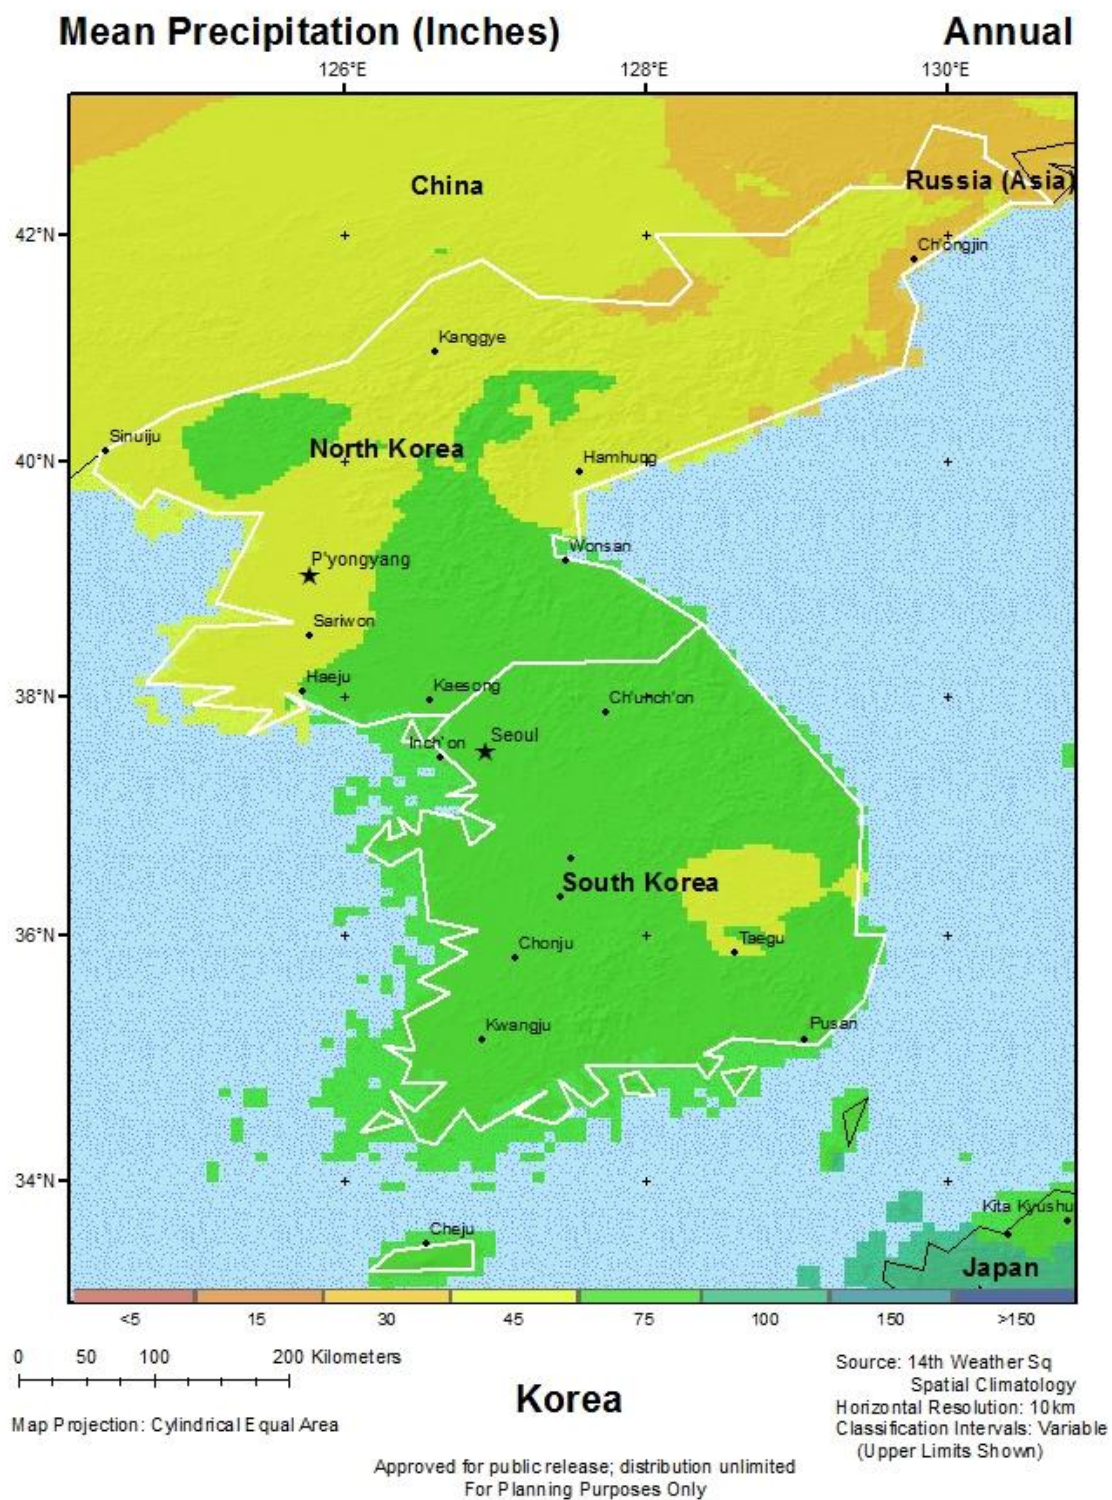 Mean Precipitation (Inches) Annual
126°E 128°E 130°E
China
Russia (Asia)
42°N
Ch'ongjin
Kanggye
Sinuiju
North Korea
Hamhung
40°N
Wonsan
P'yongyang
Sariwon
Haeju
Kaesong
38°N
Ch'unch'on
Inch'on
Seoul
South Korea
36°N
Chonju
Taegu
Kwangju
Pusan
34°N
Kita Kyushu
Cheju
Japan
<5 15 30 45 75 100 150 >150
0 50 100 200 Kilometers
Map Projection: Cylindrical Equal Area
Korea
Source: 14th Weather Sq
Spatial Climatology
Horizontal Resolution: 10km
Classification Intervals: Variable
(Upper Limits Shown)
Approved for public release; distribution unlimited
For Planning Purposes Only